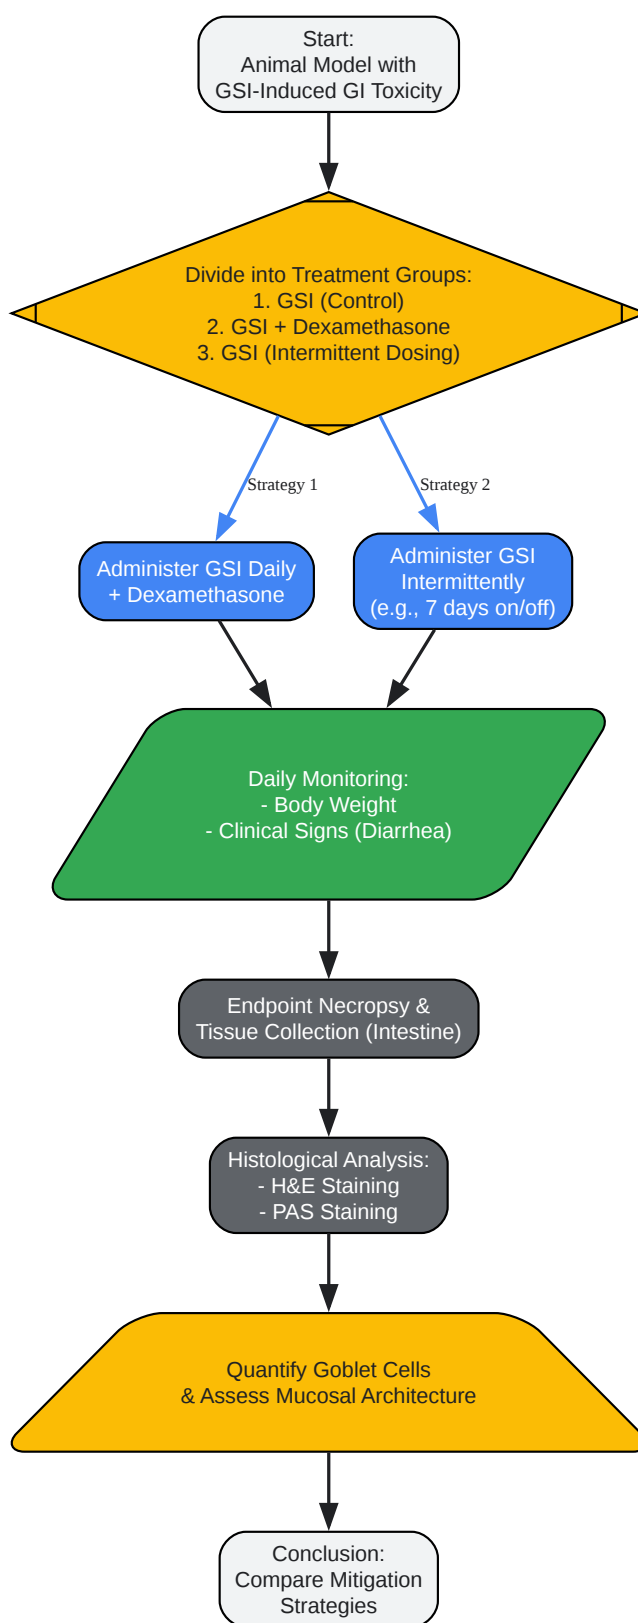 Start:
Animal Model with
GSI-Induced GI Toxicity
Divide into Treatment Groups:
1. GSI (Control)
2. GSI + Dexamethasone
3. GSI (Intermittent Dosing)
Strategy 1
Strategy 2
Administer GSI Daily
+ Dexamethasone
Administer GSI
Intermittently
(e.g., 7 days on/off)
Daily Monitoring:
- Body Weight
- Clinical Signs (Diarrhea)
Endpoint Necropsy &
Tissue Collection (Intestine)
Histological Analysis:
- H&E Staining
- PAS Staining
Quantify Goblet Cells
& Assess Mucosal Architecture
Conclusion:
Compare Mitigation
Strategies